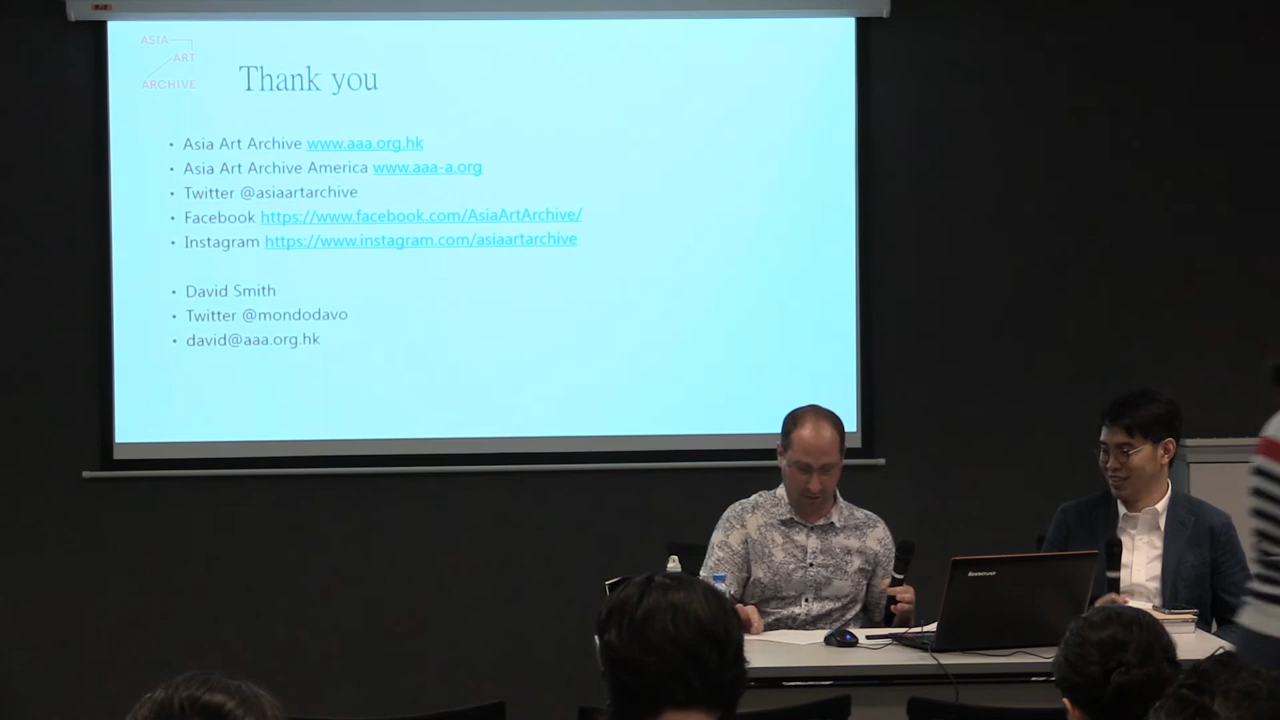 ASIA
ART
ARCHIVE
Thank you
• Asia Art Archive www.aaa.org.hk
• Asia Art Archive America www.aaa-a.org
• Twitter @asiaartarchive
• Facebook https://www.facebook.com/AsiaArtArchive/
• Instagram https://www.instagram.com/asiaartarchive
• David Smith
• Twitter @mondodavo
• david@aaa.org.hk
Lenovo